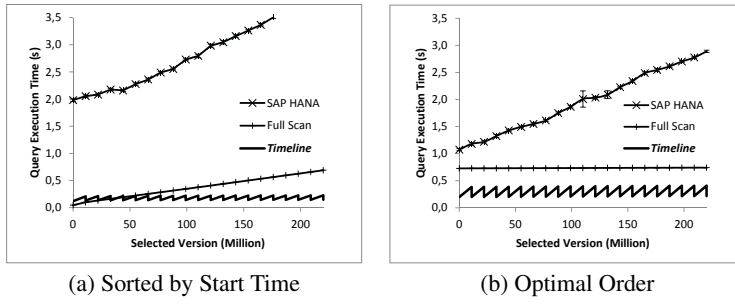 3,5
3,0
2,5
2,0
1,5
1,0
0,5
0,0
Query Execution Time (s)
SAP HANA
Full Scan
Timeline
0 50 100 150 200
Selected Version (Million)
(a) Sorted by Start Time
3,5
3,0
2,5
2,0
1,5
1,0
0,5
0,0
Query Execution Time (s)
SAP HANA
Full Scan
Timeline
0 50 100 150 200
Selected Version (Million)
(b) Optimal Order